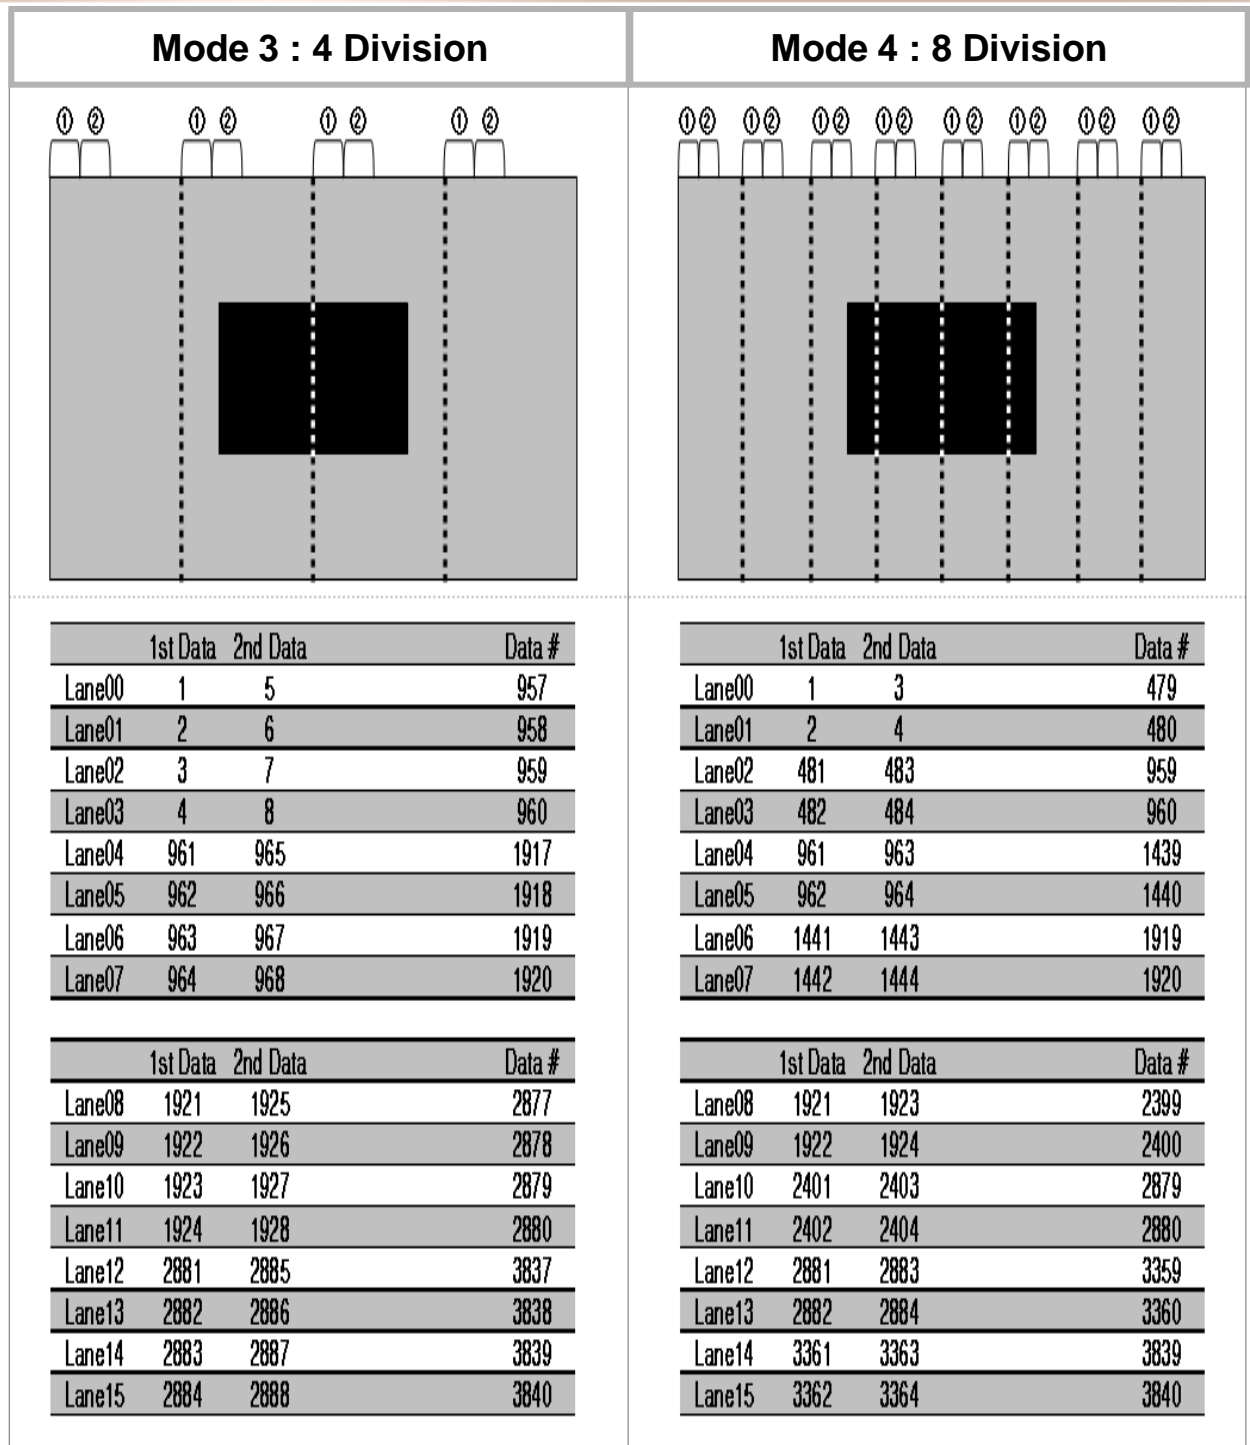 Mode 3 : 4 Division
① ② ① ② ① ② ① ②
1st Data 2nd Data Data #
Lane00 1 5 957
Lane01 2 6 958
Lane02 3 7 959
Lane03 4 8 960
Lane04 961 965 1917
Lane05 962 966 1918
Lane06 963 967 1919
Lane07 964 968 1920
1st Data 2nd Data Data #
Lane08 1921 1925 2877
Lane09 1922 1926 2878
Lane10 1923 1927 2879
Lane11 1924 1928 2880
Lane12 2881 2885 3837
Lane13 2882 2886 3838
Lane14 2883 2887 3839
Lane15 2884 2888 3840
Mode 4 : 8 Division
①② ①② ①② ①② ①② ①② ①② ①②
1st Data 2nd Data Data #
Lane00 1 3 479
Lane01 2 4 480
Lane02 481 483 959
Lane03 482 484 960
Lane04 961 963 1439
Lane05 962 964 1440
Lane06 1441 1443 1919
Lane07 1442 1444 1920
1st Data 2nd Data Data #
Lane08 1921 1923 2399
Lane09 1922 1924 2400
Lane10 2401 2403 2879
Lane11 2402 2404 2880
Lane12 2881 2883 3359
Lane13 2882 2884 3360
Lane14 3361 3363 3839
Lane15 3362 3364 3840